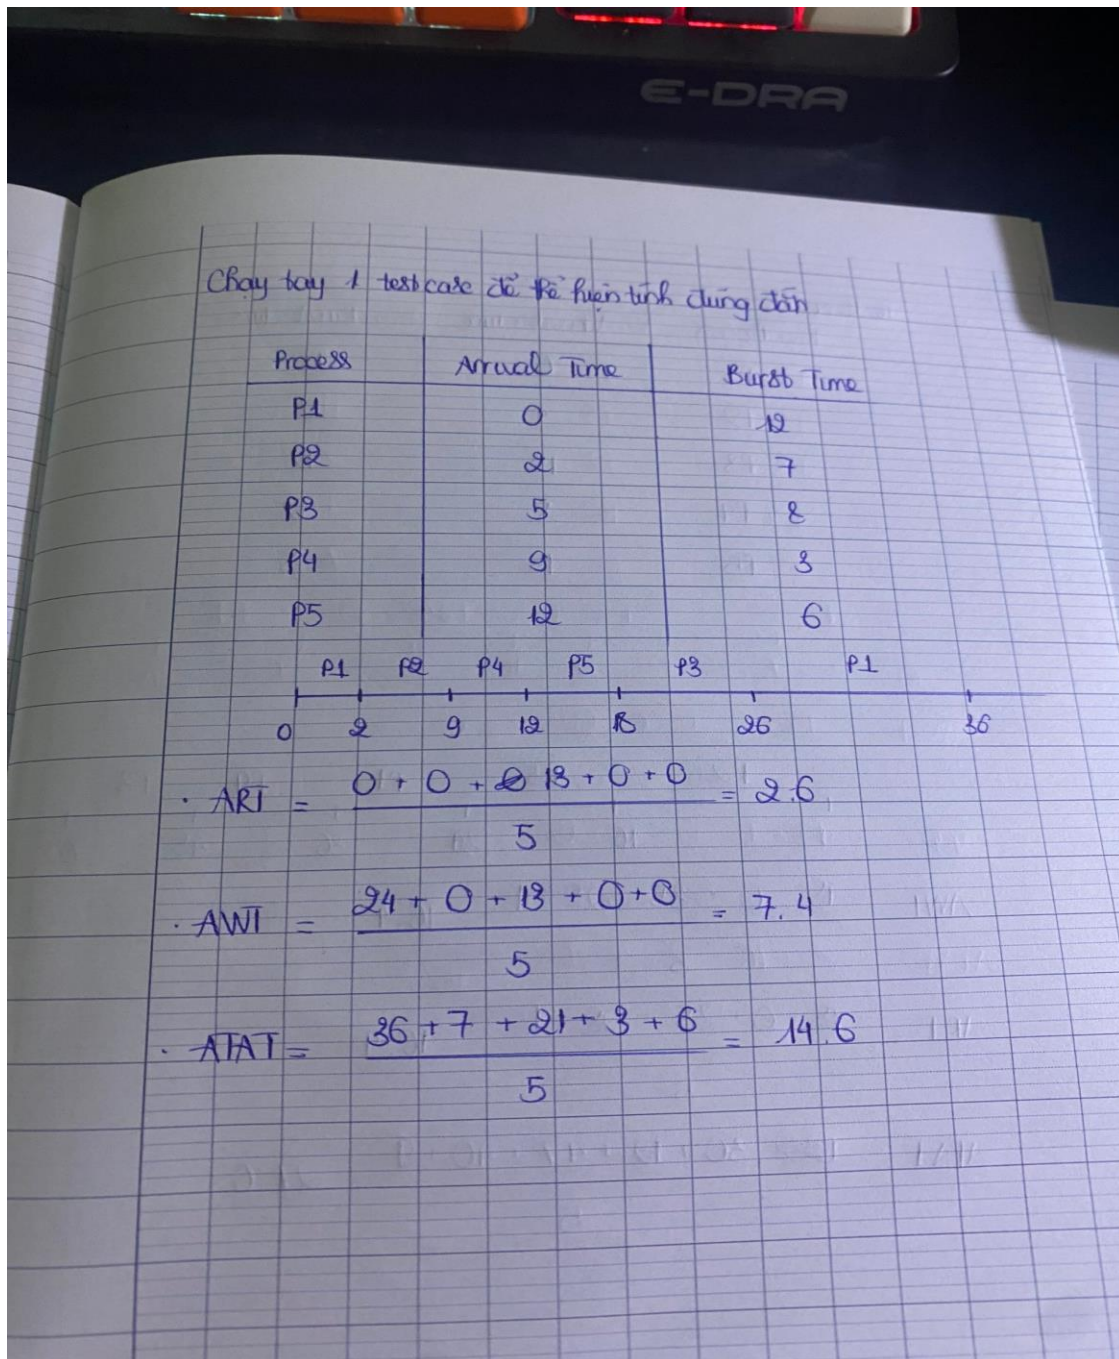 E-DRA
Chạy tay 1 testcase để thể hiện tính đúng đắn
Process Arrival Time Burst Time
P1 0 12
P2 2 7
P3 5 8
P4 9 3
P5 12 6
P1 P2 P4 P5 P3 P1
0 2 9 12 18 26 36
. ART = 0 + 0 + 13 + 0 + 0 = 2.6
5
. AWT = 24 + 0 + 13 + 0 + 0 = 7.4
5
. ATAT = 36 + 7 + 21 + 3 + 6 = 14.6
5